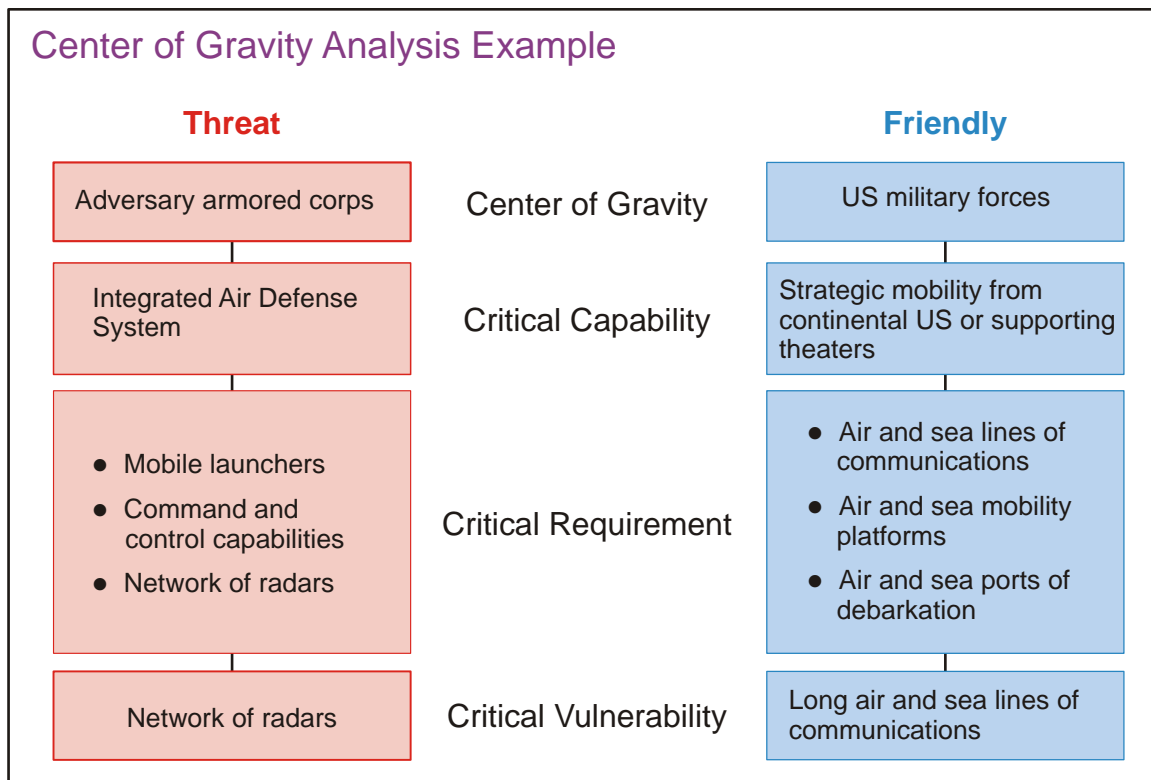 Center of Gravity Analysis Example
Threat
Friendly
Adversary armored corps
Center of Gravity
US military forces
Integrated Air Defense
System
Critical Capability
Strategic mobility from
continental US or supporting
theaters
● Mobile launchers
● Command and
control capabilities
● Network of radars
Critical Requirement
● Air and sea lines of
communications
● Air and sea mobility
platforms
● Air and sea ports of
debarkation
Network of radars
Critical Vulnerability
Long air and sea lines of
communications